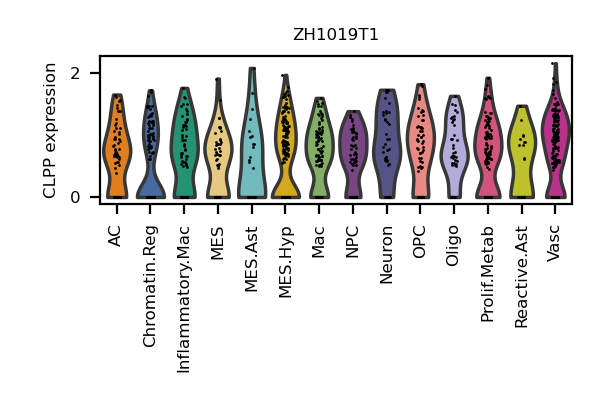 ZH1019T1
CLPP expression
2
0
AC
Chromatin.Reg
Inflammatory.Mac
MES
MES.Ast
MES.Hyp
Mac
NPC
Neuron
OPC
Oligo
Prolif.Metab
Reactive.Ast
Vasc